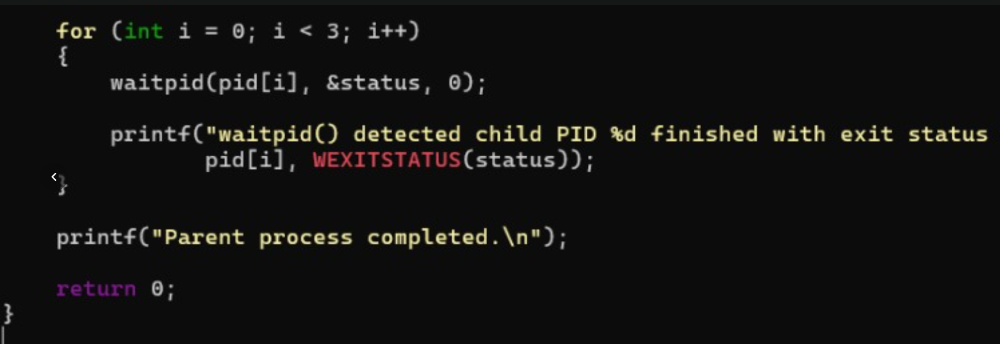 for (int i = 0; i < 3; i++)
{
waitpid(pid[i], &status, 0);
printf("waitpid() detected child PID %d finished with exit status
pid[i], WEXITSTATUS(status));
}
printf("Parent process completed.\n");
return 0;
}